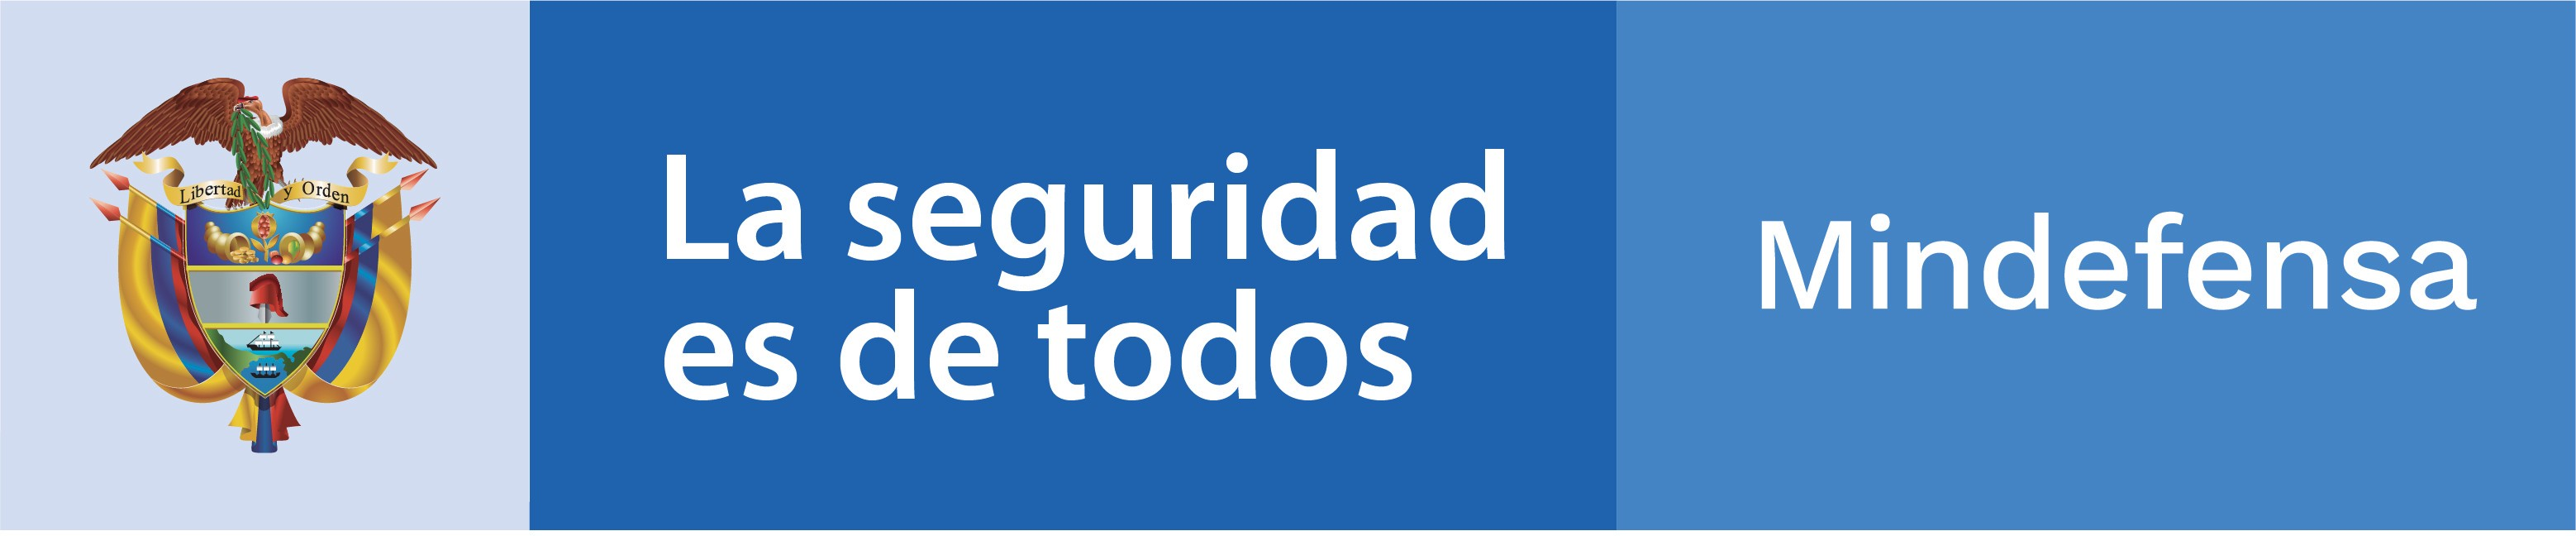 Libertad y Orden
La seguridad
es de todos
Mindefensa